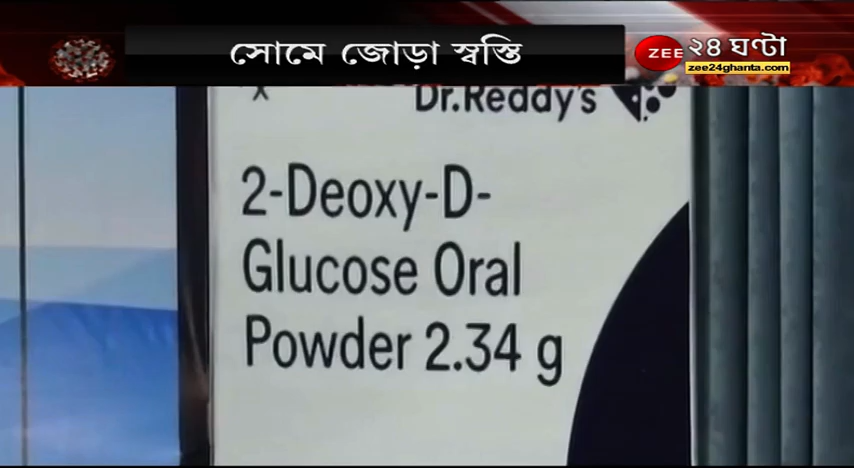 সোমে জোড়া স্বস্তি
ZEE ২৪ ঘণ্টা
zee24ghanta.com
Dr.Reddy's
2-Deoxy-D-
Glucose Oral
Powder 2.34 g